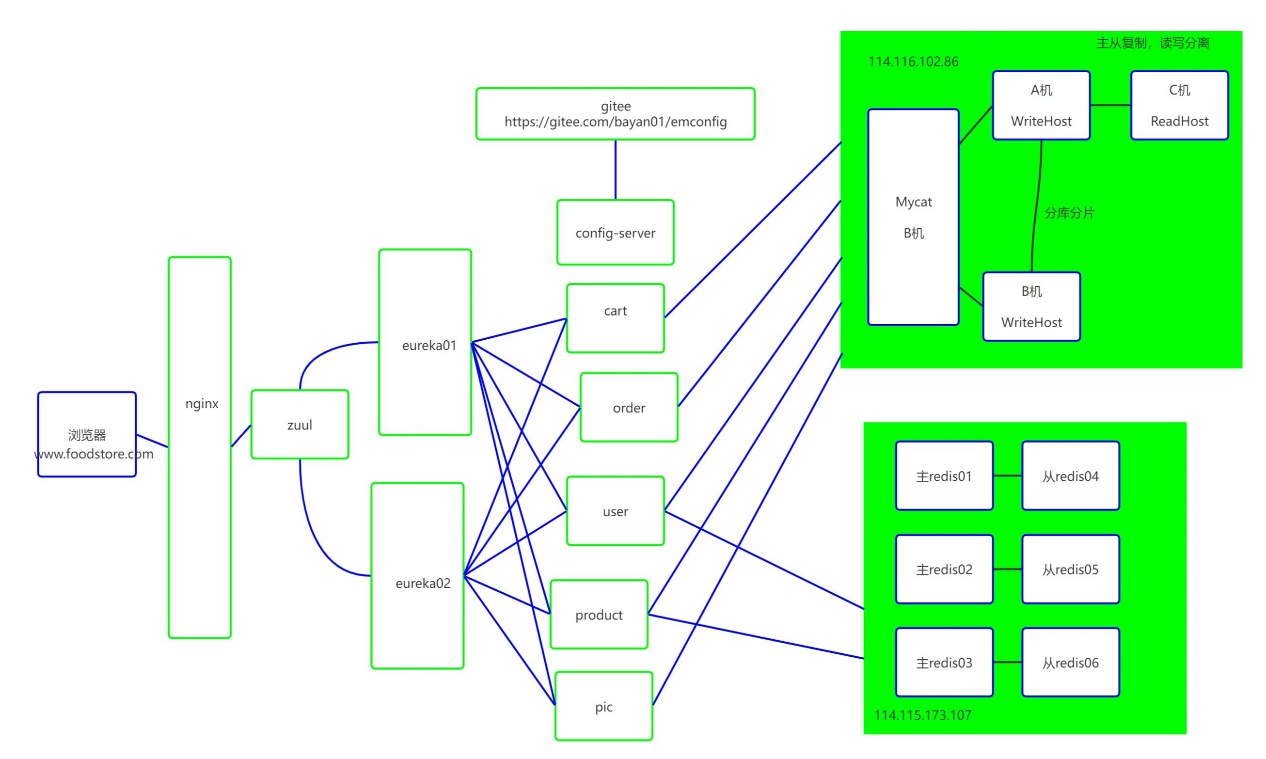 浏览器
www.foodstore.com
nginx
zuul
eureka01
eureka02
gitee
https://gitee.com/bayan01/emconfig
config-server
cart
order
user
product
pic
主从复制，读写分离
114.116.102.86
Mycat
B机
A机
WriteHost
C机
ReadHost
分库分片
B机
WriteHost
主redis01
从redis04
主redis02
从redis05
主redis03
从redis06
114.115.173.107